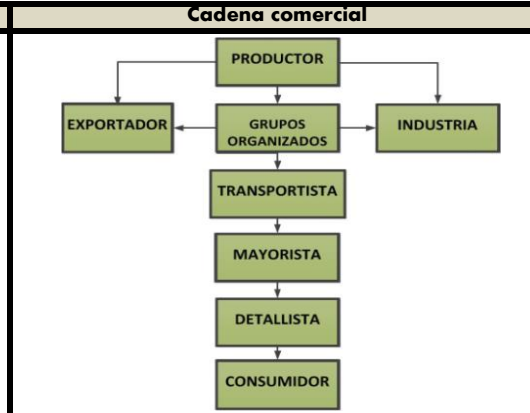 Cadena comercial
PRODUCTOR
EXPORTADOR
GRUPOS
ORGANIZADOS
INDUSTRIA
TRANSPORTISTA
MAYORISTA
DETALLISTA
CONSUMIDOR